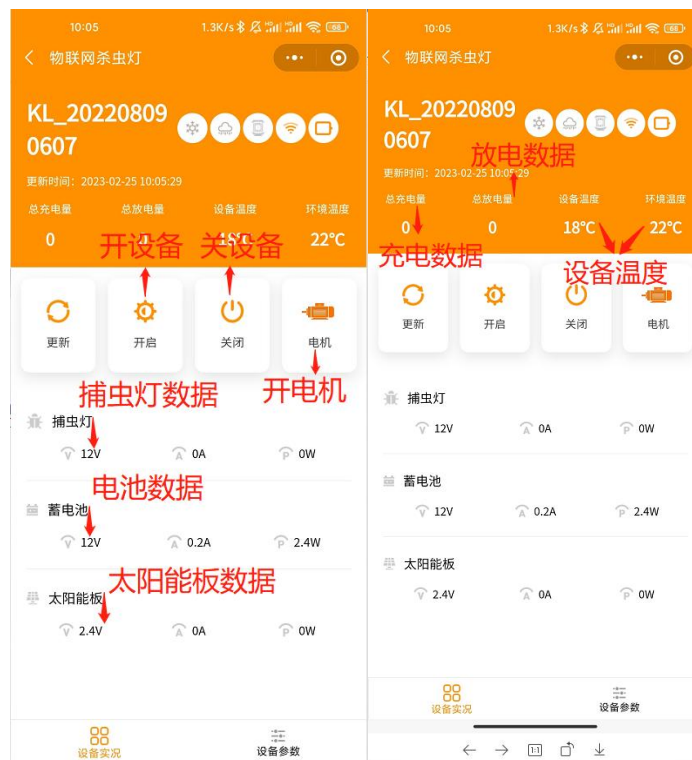 10:05
1.3K/s
68
物联网杀虫灯
KL_20220809
0607
更新时间: 2023-02-25 10:05:29
总充电量 总放电量 设备温度 环境温度
0 18℃ 22℃
开设备 关设备
更新 开启 关闭 电机
捕虫灯数据 开电机
捕虫灯
V 12V A 0A P 0W
电池数据
蓄电池
V 12V A 0.2A P 2.4W
太阳能板数据
太阳能板
V 2.4V A 0A P 0W
设备实况 设备参数
10:05
1.3K/s
68
物联网杀虫灯
KL_20220809
0607
放电数据
更新时间: 2023-02-25 10:05:29
总充电量 总放电量 设备温度 环境温度
0 0 18℃ 22℃
充电数据 设备温度
更新 开启 关闭 电机
捕虫灯
V 12V A 0A P 0W
蓄电池
V 12V A 0.2A P 2.4W
太阳能板
V 2.4V A 0A P 0W
设备实况 设备参数
1:1